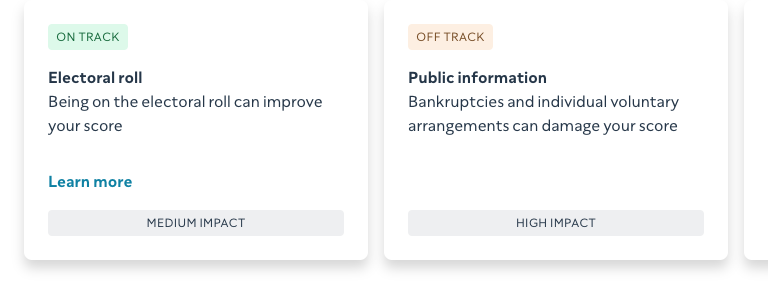 ON TRACK
Electoral roll
Being on the electoral roll can improve
your score
Learn more
MEDIUM IMPACT
OFF TRACK
Public information
Bankruptcies and individual voluntary
arrangements can damage your score
HIGH IMPACT